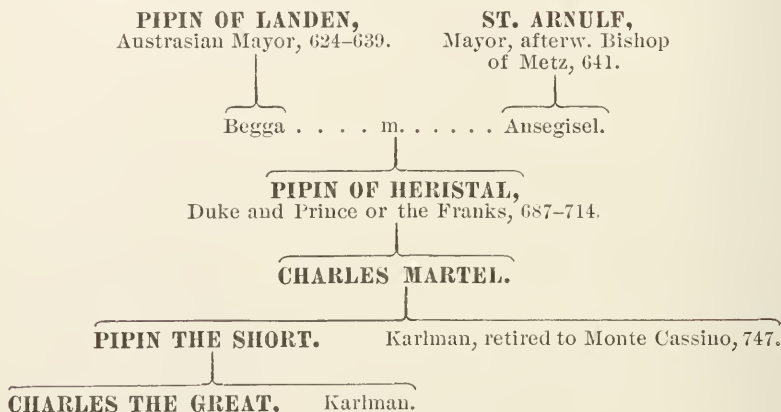 PIPIN OF LANDEN,
Austrasian Mayor, 624–639.
ST. ARNULF,
Mayor, afterw. Bishop
of Metz, 641.
Begga . . . . m. . . . . . Ansegisel.
PIPIN OF HERISTAL,
Duke and Prince or the Franks, 687–714.
CHARLES MARTEL.
PIPIN THE SHORT. Karlman, retired to Monte Cassino, 747.
CHARLES THE GREAT. Karlman.